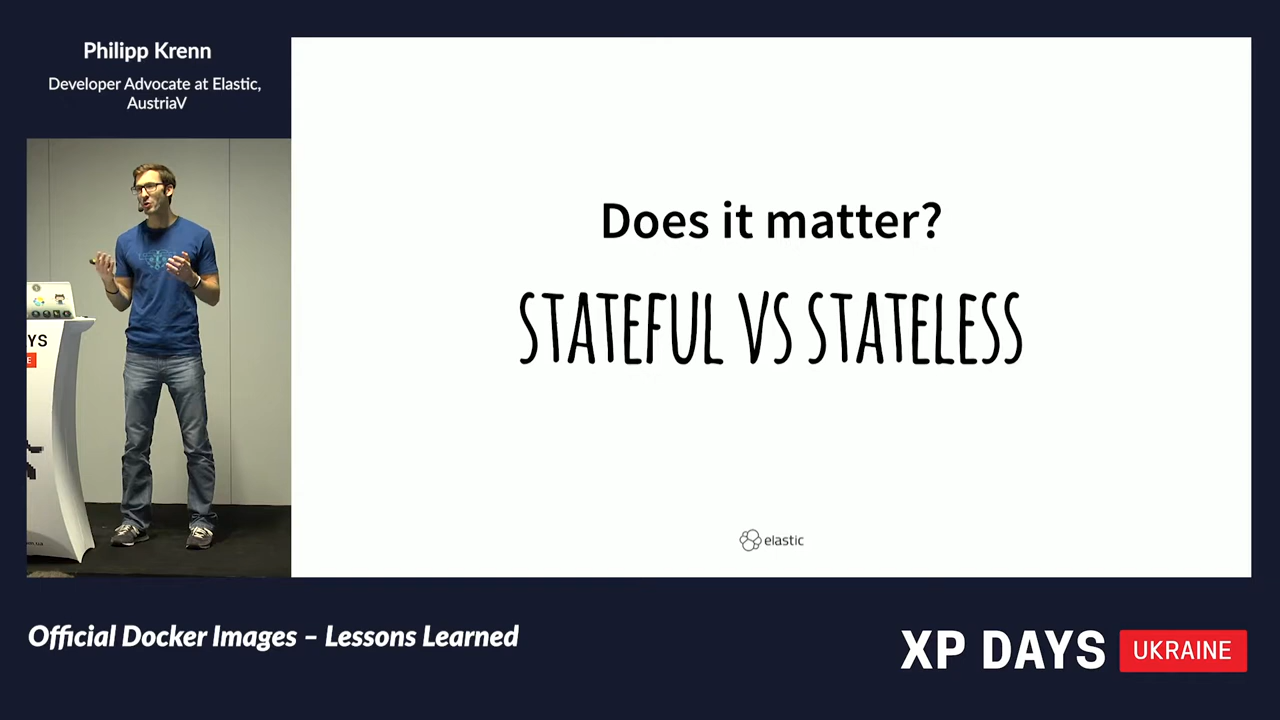 Philipp Krenn
Developer Advocate at Elastic,
AustriaV
Does it matter?
STATEFUL VS STATELESS
elastic
YS
E
Official Docker Images – Lessons Learned
XP DAYS UKRAINE